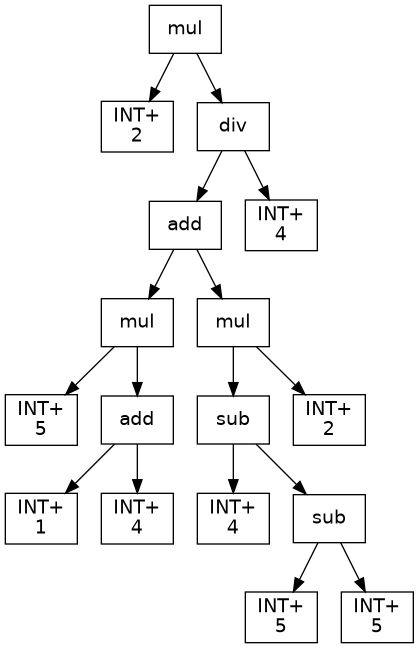 mul
INT+
2
div
add
INT+
4
mul
mul
INT+
5
add
sub
INT+
2
INT+
1
INT+
4
INT+
4
sub
INT+
5
INT+
5